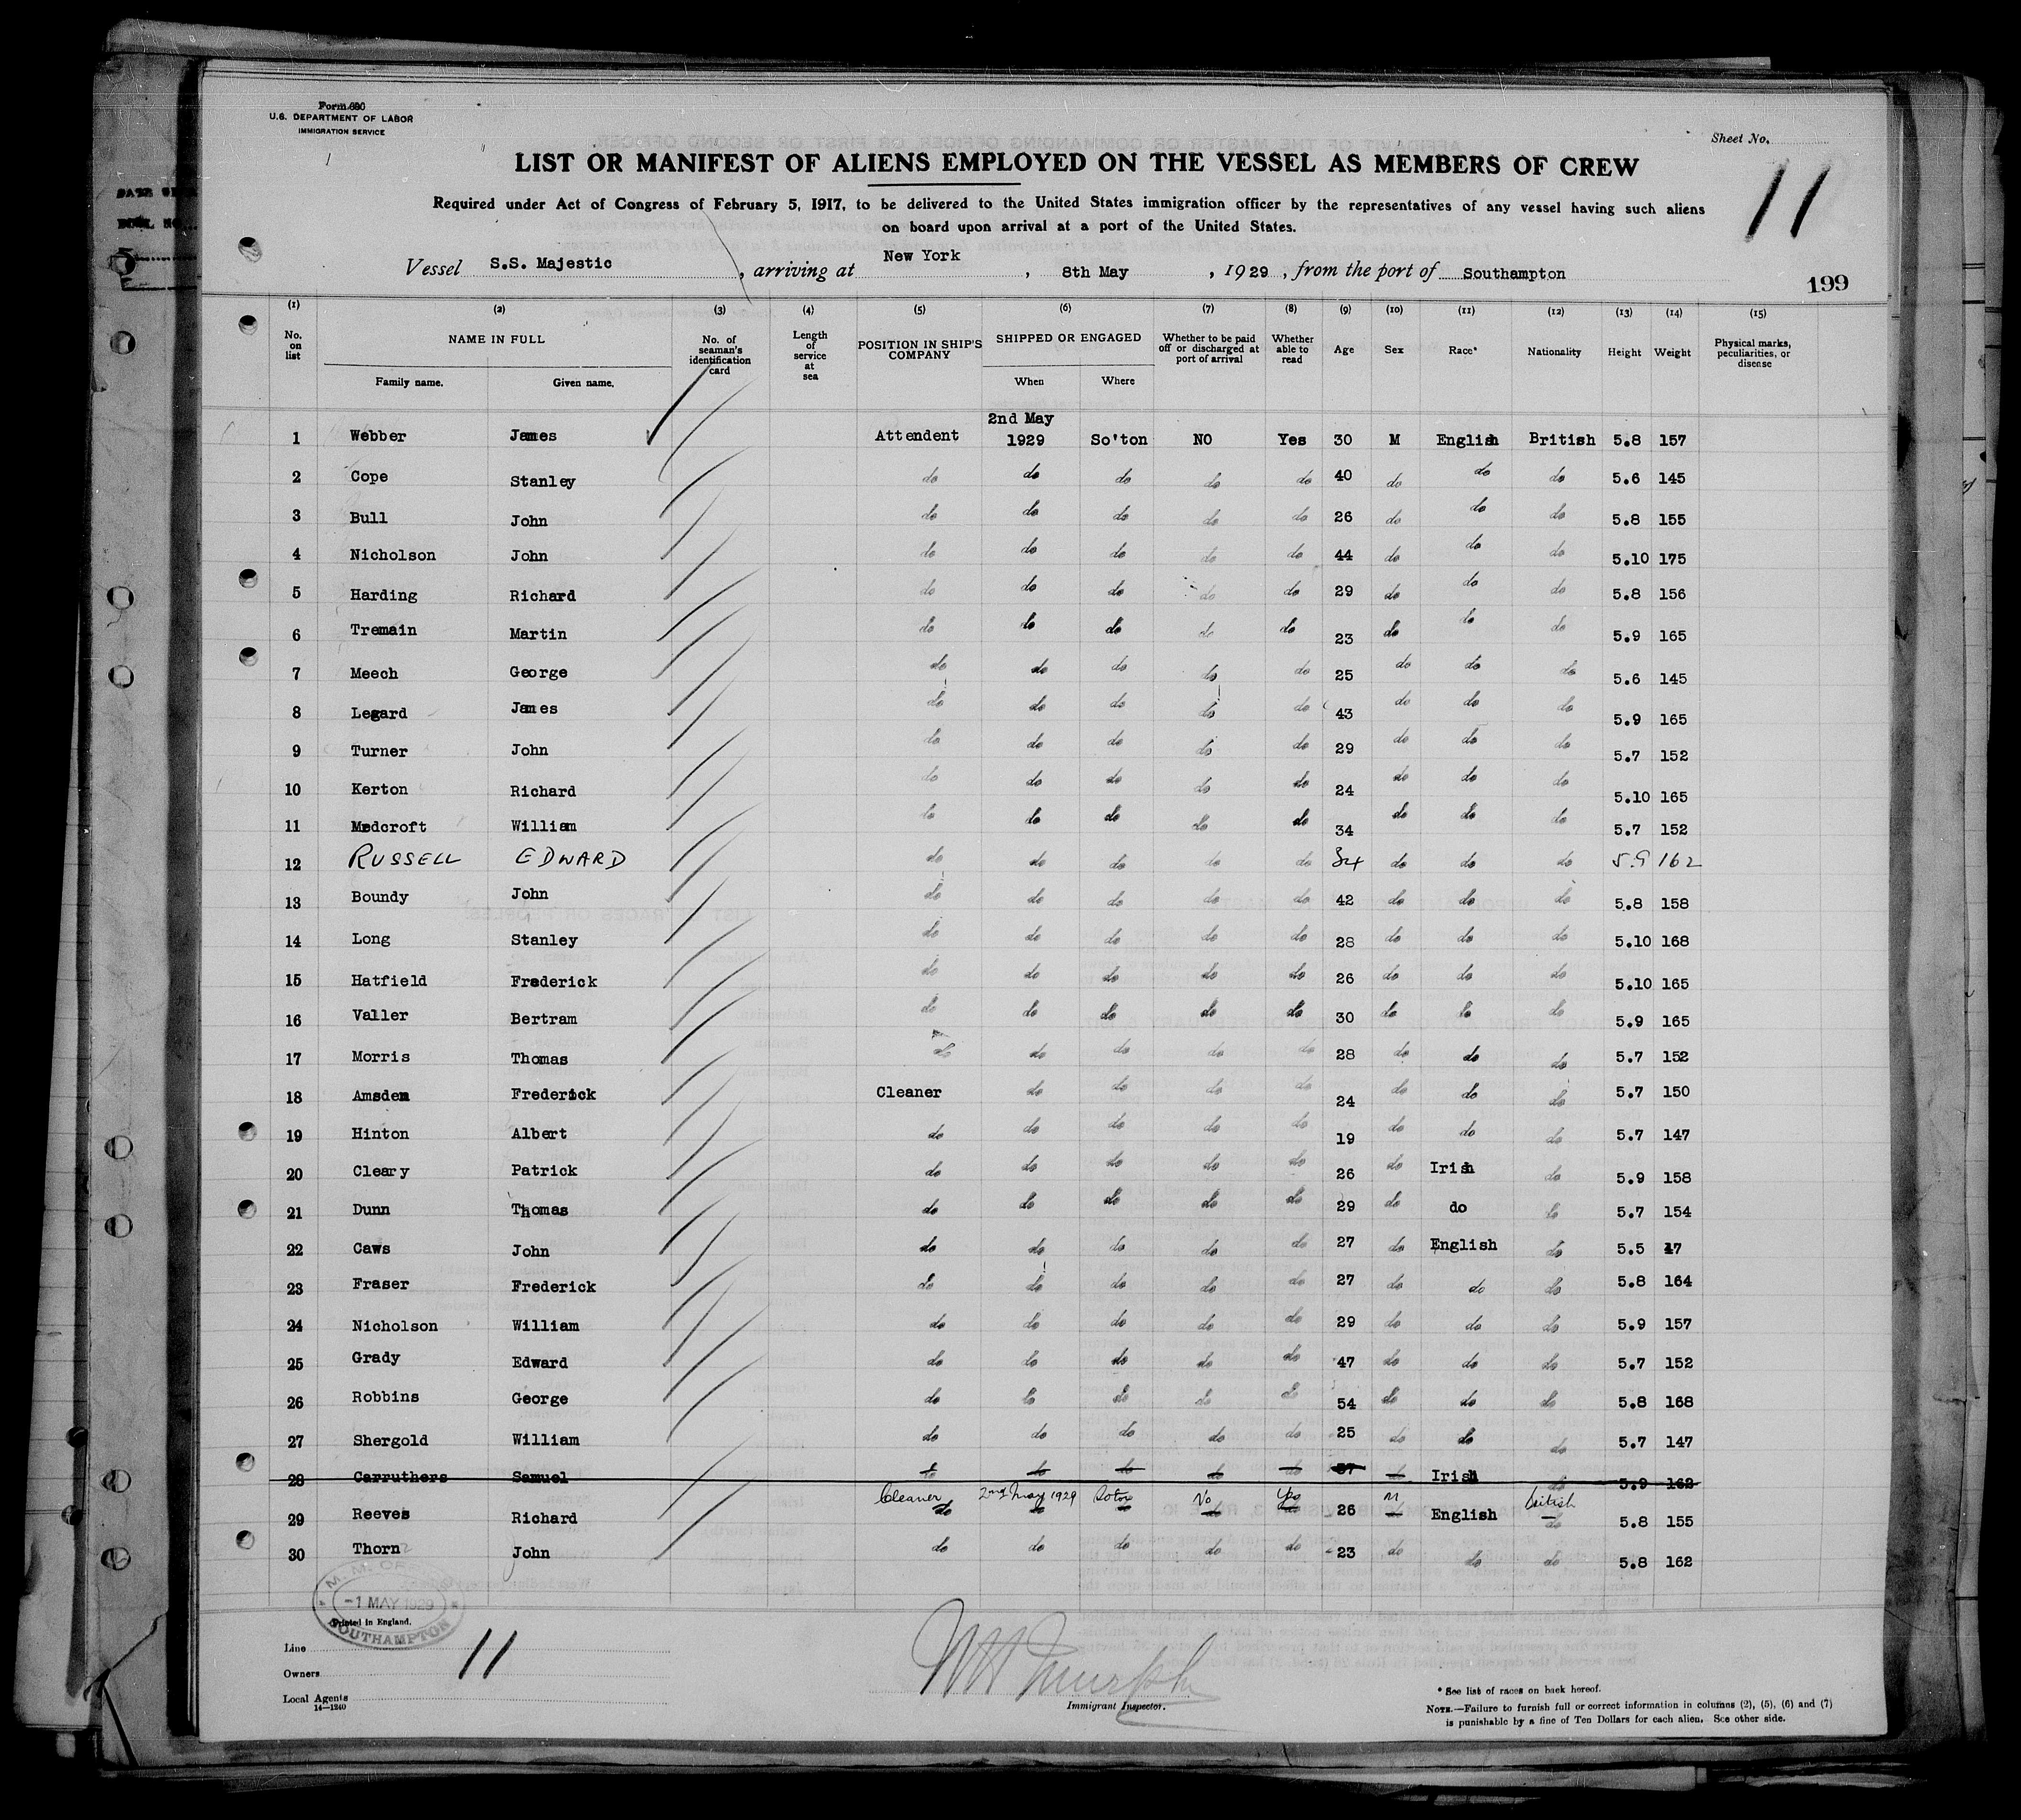 Form 680
U.S. DEPARTMENT OF LABOR
IMMIGRATION SERVICE
Sheet No.
11
LIST OR MANIFEST OF ALIENS EMPLOYED ON THE VESSEL AS MEMBERS OF CREW
Required under Act of Congress of February 5, 1917, to be delivered to the United States immigration officer by the representatives of any vessel having such aliens
on board upon arrival at a port of the United States.
Vessel S.S. Majestic, arriving at New York, 8th May, 1929, from the port of Southampton
199
(1) (2) (3) (4) (5) (6) (7) (8) (9) (10) (11) (12) (13) (14) (15)
No. on list NAME IN FULL Family name. Given name. No. of seaman's identification card Length of service at sea POSITION IN SHIP'S COMPANY SHIPPED OR ENGAGED When Where Whether to be paid off or discharged at port of arrival Whether able to read Age Sex Race* Nationality Height Weight Physical marks, peculiarities, or disease
1 Webber James Attendent 2nd May 1929 So'ton NO Yes 30 M English British 5.8 157
2 Cope Stanley do do do do do 40 do do do 5.6 145
3 Bull John do do do do do 26 do do do 5.8 155
4 Nicholson John do do do do do 44 do do do 5.10 175
5 Harding Richard do do do do do 29 do do do 5.8 156
6 Tremain Martin do do do do do 23 do do do 5.9 165
7 Meech George do do do do do 25 do do do 5.6 145
8 Legard James do do do do do 43 do do do 5.9 165
9 Turner John do do do do do 29 do do do 5.7 152
10 Kerton Richard do do do do do 24 do do do 5.10 165
11 Medcroft William do do do do do 34 do do do 5.7 152
12 RUSSELL EDWARD do do do do do 34 do do do 5.9 162
13 Boundy John do do do do do 42 do do do 5.8 158
14 Long Stanley do do do do do 28 do do do 5.10 168
15 Hatfield Frederick do do do do do 26 do do do 5.10 165
16 Valler Bertram do do do do do 30 do do do 5.9 165
17 Morris Thomas do do do do do 28 do do do 5.7 152
18 Amsden Frederick Cleaner do do do do 24 do do do 5.7 150
19 Hinton Albert do do do do do 19 do do do 5.7 147
20 Cleary Patrick do do do do do 26 do Irish do 5.9 158
21 Dunn Thomas do do do do do 29 do do do 5.7 154
22 Caws John do do do do do 27 do English do 5.5 47
23 Fraser Frederick do do do do do 27 do do do 5.8 164
24 Nicholson William do do do do do 29 do do do 5.9 157
25 Grady Edward do do do do do 47 do do do 5.7 152
26 Robbins George do do do do do 54 do do do 5.8 168
27 Shergold William do do do do do 25 do do do 5.7 147
28 Carruthers Samuel do do do do do 37 do Irish do 5.9 162
29 Reeves Richard Cleaner 2nd May 1929 Soton No Yes 26 M English British 5.8 155
30 Thorn John do do do do do 23 do do do 5.8 162
M.M. OF
-1 MAY 1929
SOUTHAMPTON
Printed in England.
Line
Owners
Local Agents
14—1240
11
Immigrant Inspector.
* See list of races on back hereof.
NOTE.—Failure to furnish full or correct information in columns (2), (5), (6) and (7)
is punishable by a fine of Ten Dollars for each alien. See other side.